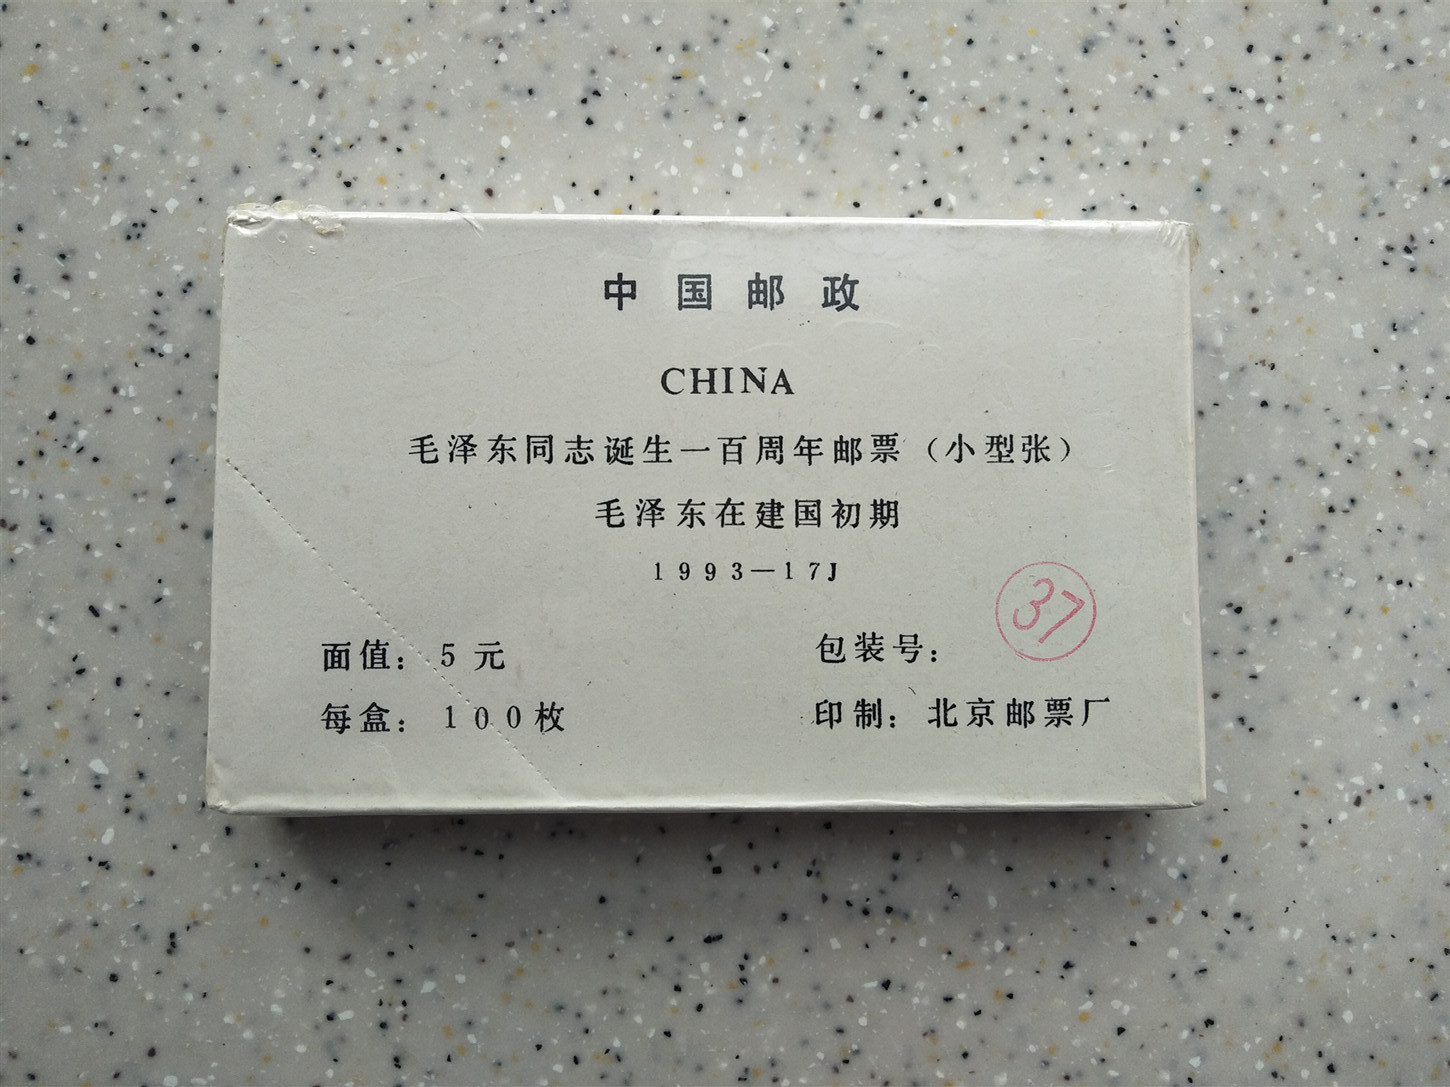 中国邮政
CHINA
毛泽东同志诞生一百周年邮票（小型张）
毛泽东在建国初期
1993—17J
面值：5元
包装号：37
每盒：100枚
印制：北京邮票厂